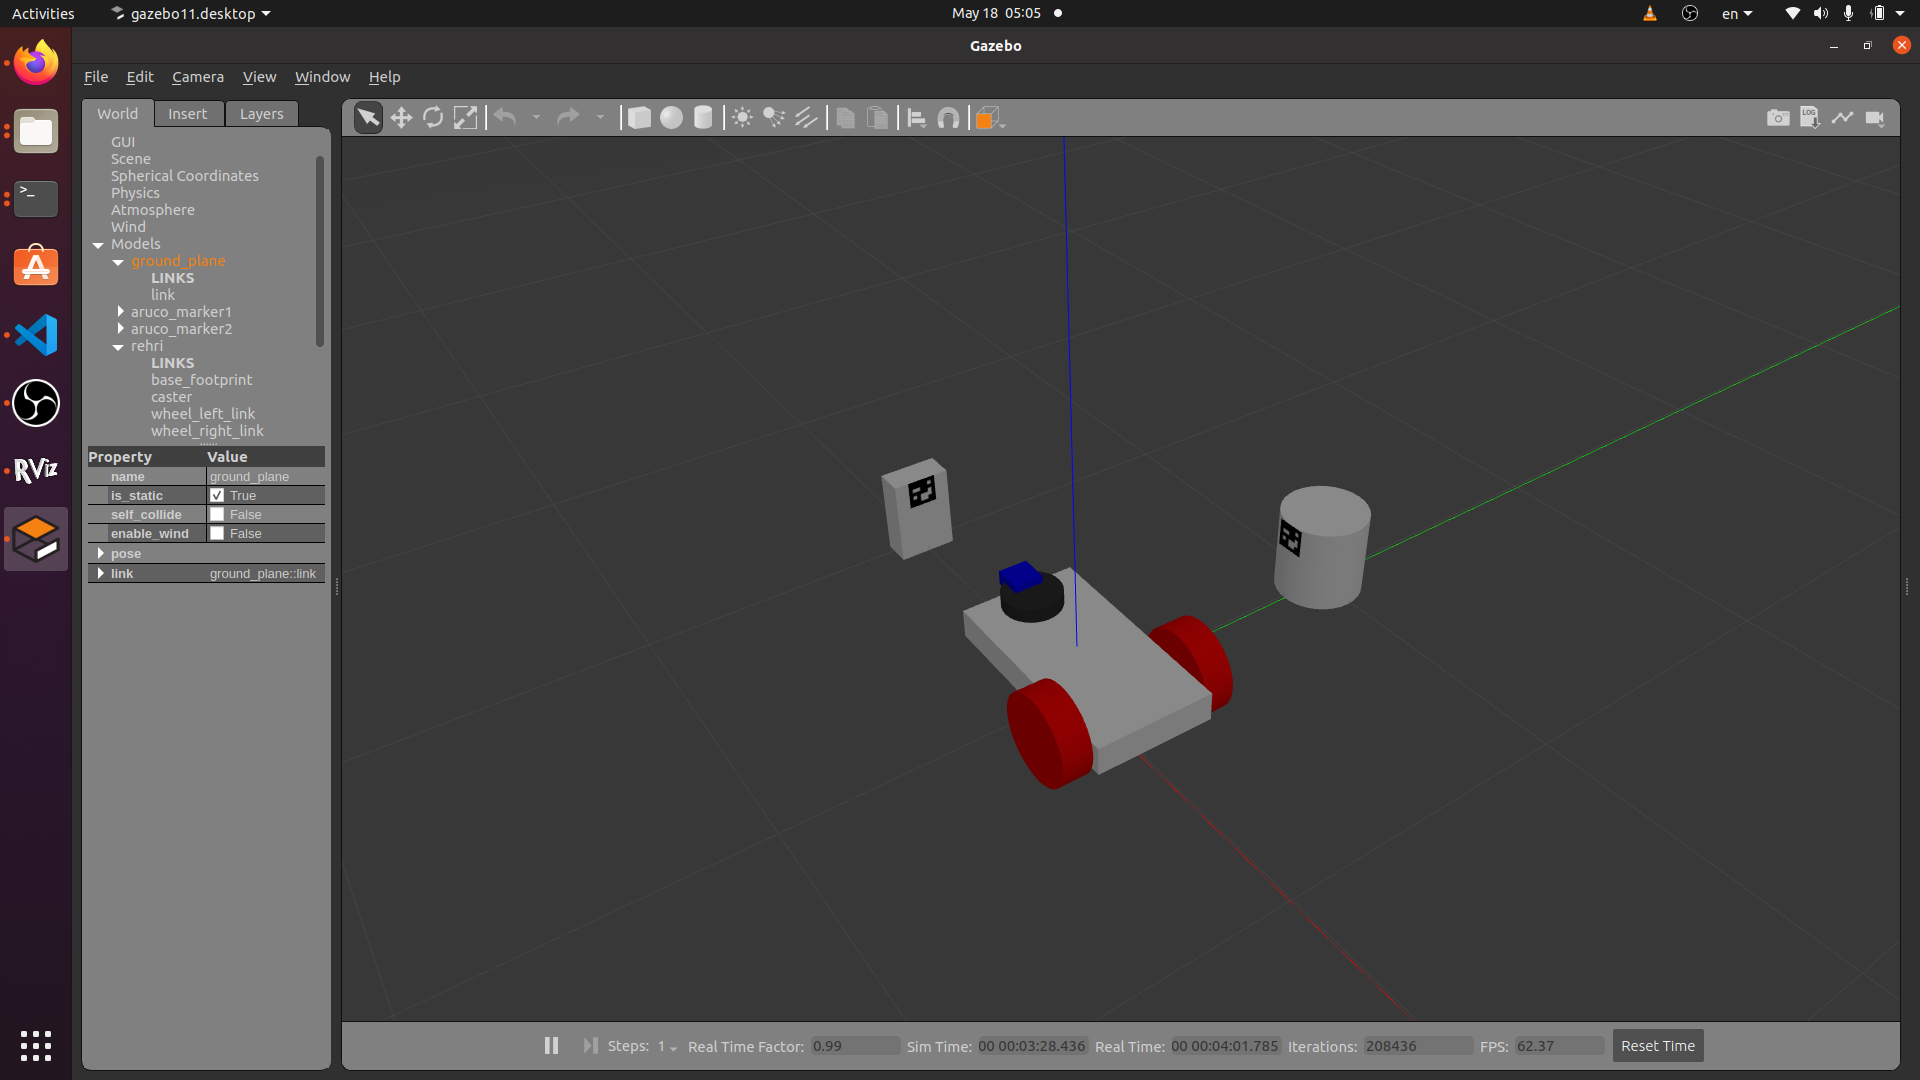 Activities gazebo11.desktop May 18 05:05 en
Gazebo
File Edit Camera View Window Help
World Insert Layers
GUI
Scene
Spherical Coordinates
Physics
Atmosphere
Wind
Models
ground_plane
LINKS
link
aruco_marker1
aruco_marker2
rehri
LINKS
base_footprint
caster
wheel_left_link
wheel_right_link
Property Value
name ground_plane
is_static True
self_collide False
enable_wind False
pose
link ground_plane::link
LOG
>_
RViz
Steps: 1 Real Time Factor: 0.99 Sim Time: 00 00:03:28.436 Real Time: 00 00:04:01.785 Iterations: 208436 FPS: 62.37 Reset Time